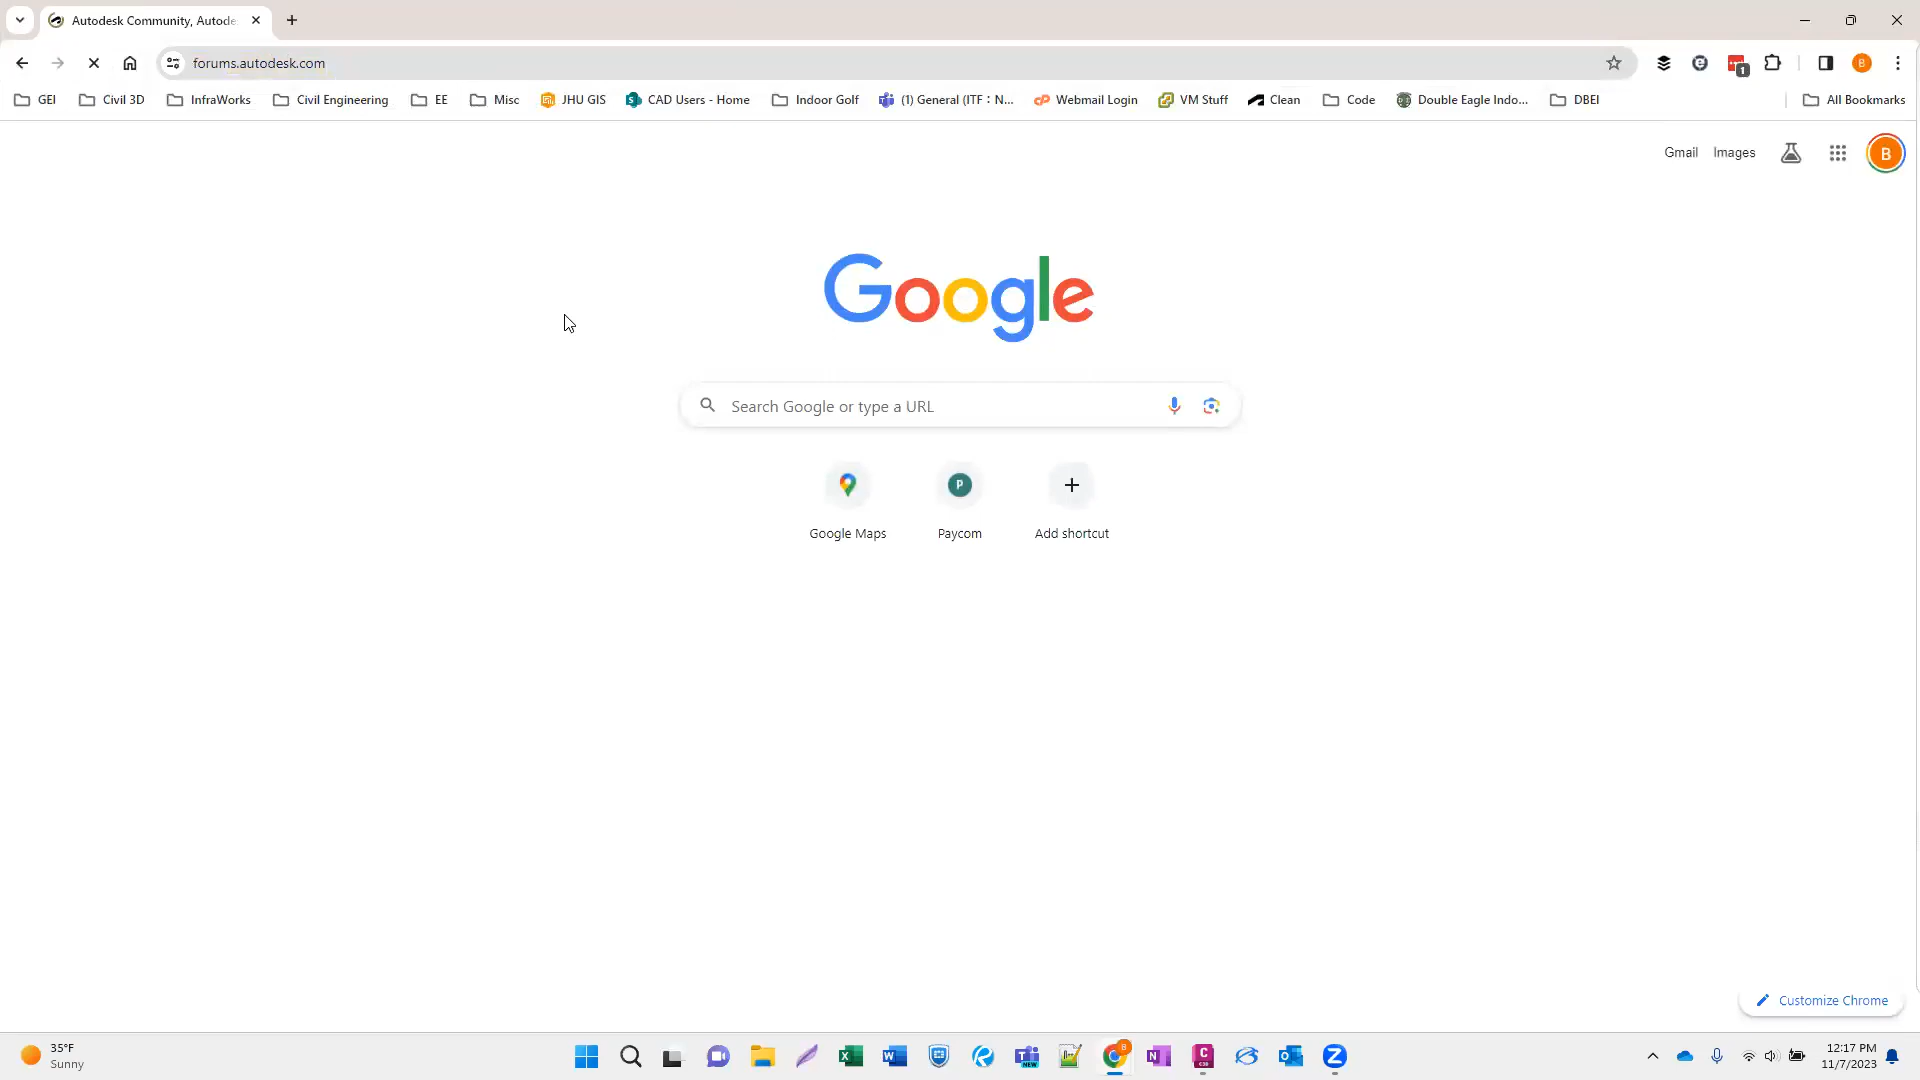 Autodesk Community, Autode
forums.autodesk.com
GEI
Civil 3D
InfraWorks
Civil Engineering
EE
Misc
JHU GIS
CAD Users - Home
Indoor Golf
(1) General (ITF : N...
Webmail Login
VM Stuff
Clean
Code
Double Eagle Indo...
DBEI
All Bookmarks
Gmail
Images
B
Google
Search Google or type a URL
Google Maps
P
Paycom
Add shortcut
Customize Chrome
35°F
Sunny
12:17 PM
11/7/2023